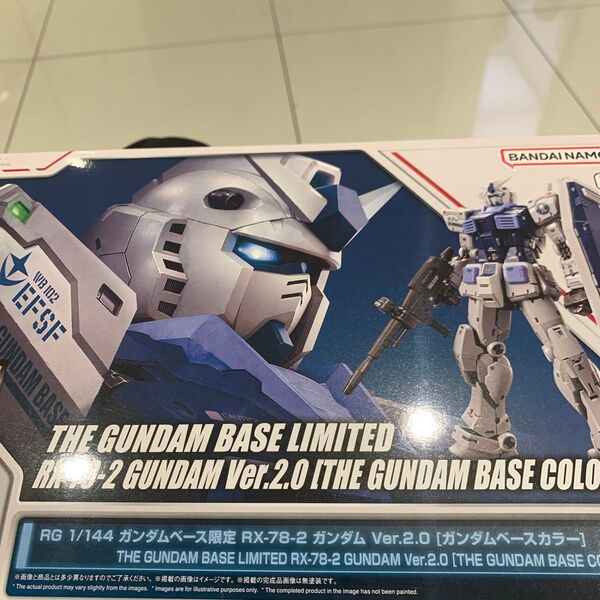 BANDAI NAMCO
WB 102
EFSF
GUNDAM BASE
THE GUNDAM BASE LIMITED
RX-78-2 GUNDAM Ver.2.0 [THE GUNDAM BASE COLO
RG 1/144 ガンダムベース限定 RX-78-2 ガンダム Ver.2.0 [ガンダムベースカラー]
THE GUNDAM BASE LIMITED RX-78-2 GUNDAM Ver.2.0 [THE GUNDAM BASE CO
※画像と商品とは多少異なりますのでご了承ください。※掲載の画像はイメージです。※掲載の完成品画像は無塗装です。
* The actual product may vary slightly from the images. * Images are for illustrative purposes only. * The completed product in the image has not been painted.